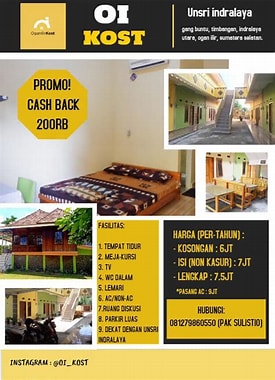 OrganizeKost
OI
KOST
Unsri indralaya
gang buntu, timbangan, indralaya
utara, ogan ilir, sumatera selatan.
PROMO!
CASH BACK
200RB
FASILITAS:
1. TEMPAT TIDUR
2. MEJA-KURSI
3. TV
4. WC DALAM
5. LEMARI
6. AC/NON-AC
7.RUANG DISKUSI
8. PARKIR LUAS
9. DEKAT DENGAN UNSRI
INDRALAYA
HARGA (PER-TAHUN) :
- KOSONGAN : 6JT
- ISI (NON KASUR) : 7JT
- LENGKAP : 7.5JT
*PASANG AC : 9JT
HUBUNGI:
081279860550 (PAK SULISTIO)
INSTAGRAM : @OI_KOST